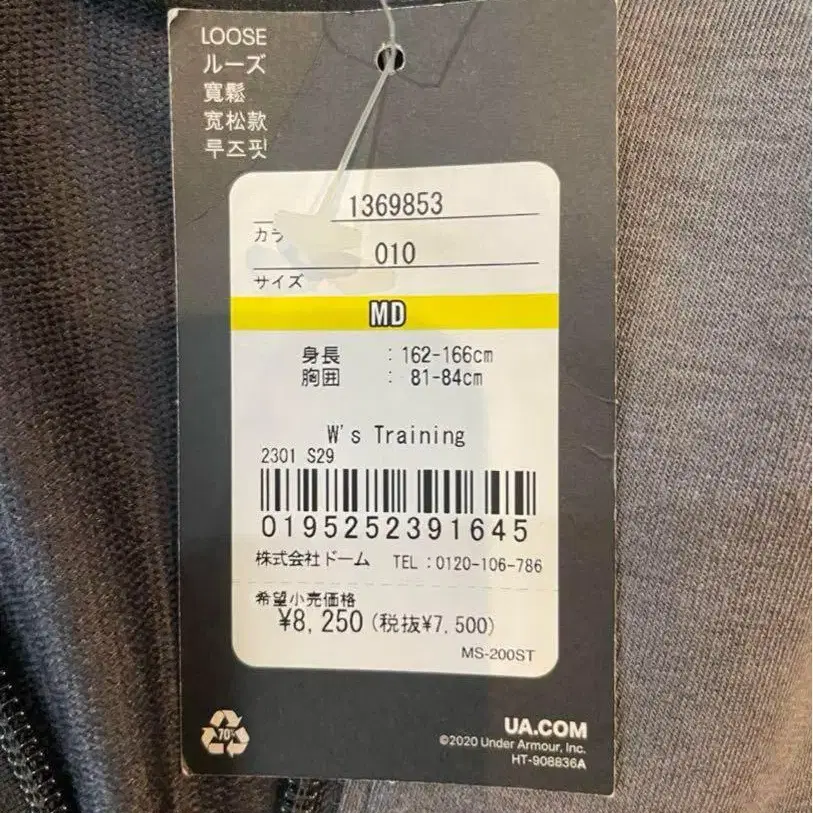 LOOSE
ルーズ
寬鬆
宽松款
루즈핏
1369853
カラ
010
サイズ
MD
身長 : 162-166cm
胸囲 : 81-84cm
W's Training
2301 S29
0195252391645
株式会社ドーム TEL :0120-106-786
希望小売価格
¥8,250 (税抜¥7,500)
MS-200ST
70%
UA.COM
©2020 Under Armour, Inc.
HT-908836A